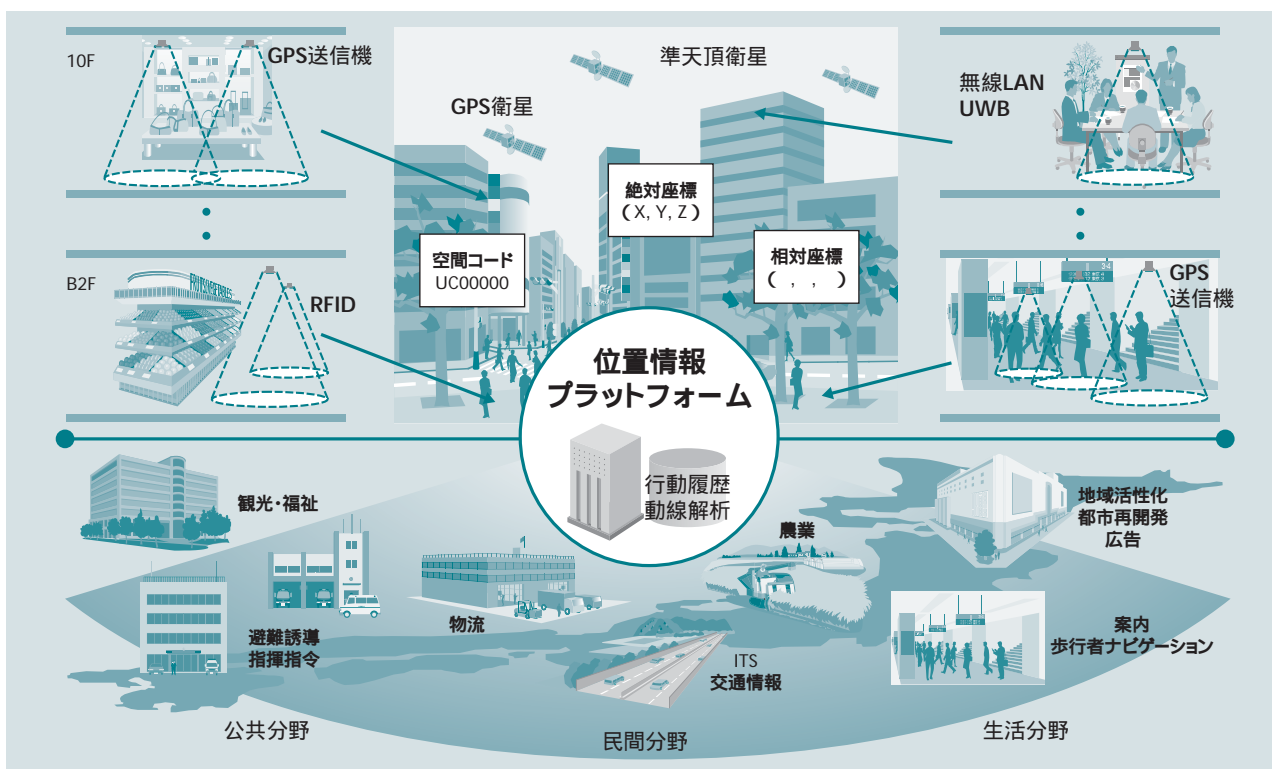 10F
GPS送信機
GPS衛星
準天頂衛星
無線LAN
UWB
絶対座標
(X, Y, Z)
空間コード
UC00000
相対座標
( , , )
B2F
RFID
GPS
送信機
位置情報
プラットフォーム
行動履歴
動線解析
観光・福祉
避難誘導
指揮指令
物流
農業
ITS
交通情報
地域活性化
都市再開発
広告
案内
歩行者ナビゲーション
公共分野
民間分野
生活分野